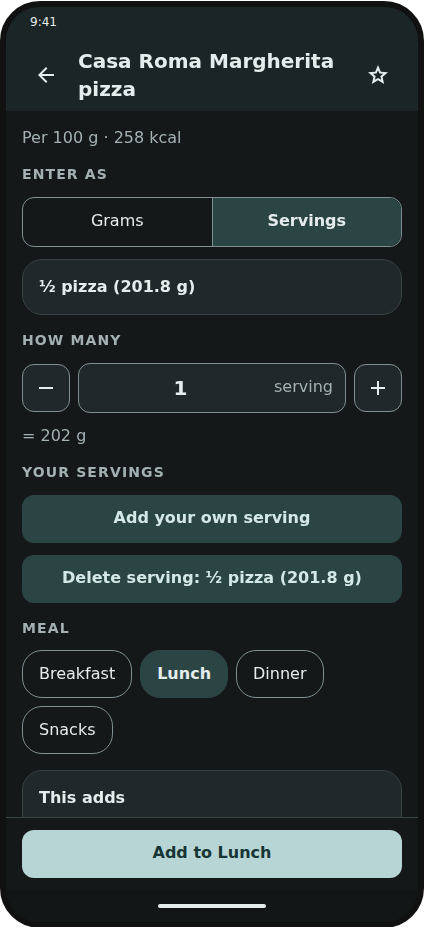 9:41
Casa Roma Margherita
pizza
Per 100 g · 258 kcal
ENTER AS
Grams
Servings
½ pizza (201.8 g)
HOW MANY
1
serving
= 202 g
YOUR SERVINGS
Add your own serving
Delete serving: ½ pizza (201.8 g)
MEAL
Breakfast
Lunch
Dinner
Snacks
This adds
Add to Lunch